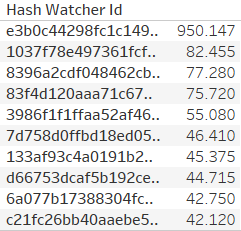 Hash Watcher Id
e3b0c44298fc1c149.. 950.147
1037f78e497361fcf.. 82.455
8396a2cdf048462cb.. 77.280
83f4d120aaa71c67.. 75.720
3986f1f1ffaa52af46.. 55.080
7d758d0ffbd18ed05.. 46.410
133af93c4a0191b2.. 45.375
d66753dcaf5b192ce.. 44.715
6a077b17388304fc.. 42.750
c21fc26bb40aaebe5.. 42.120